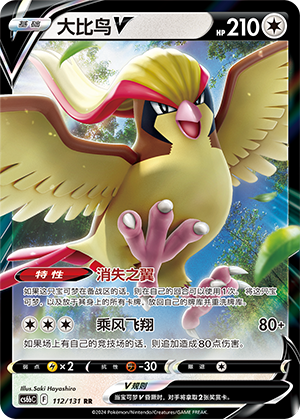 基础 大比鸟V HP210
特性 消失之翼
如果这只宝可梦在备战区的话，则在自己的回合可以使用1次。将这只宝
可梦，以及放于其身上的所有卡牌，放回自己的牌库并重洗牌库。
乘风飞翔 80+
如果场上有自己的竞技场的话，则追加造成80点伤害。
弱点 ×2 抗性 -30 撤退
Illus.Saki Hayashiro
V规则
CS6bC F 112/131 RR
当宝可梦V昏厥时，对手将拿取2张奖赏卡。
©2024 Pokémon/Nintendo/Creatures/GAME FREAK.